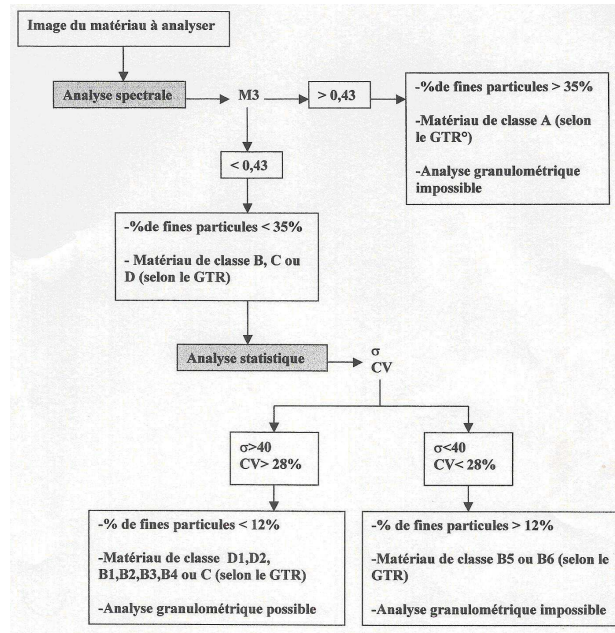 Image du matériau à analyser
Analyse spectrale
M3
> 0,43
-%de fines particules > 35%
-Matériau de classe A (selon
le GTR°)
-Analyse granulométrique
impossible
< 0,43
-%de fines particules < 35%
- Matériau de classe B, C ou
D (selon le GTR)
Analyse statistique
σ
CV
σ>40
CV> 28%
σ<40
CV< 28%
-% de fines particules < 12%
-Matériau de classe D1,D2,
B1,B2,B3,B4 ou C (selon le GTR)
-Analyse granulométrique possible
-% de fines particules > 12%
-Matériau de classe B5 ou B6 (selon le
GTR)
-Analyse granulométrique impossible